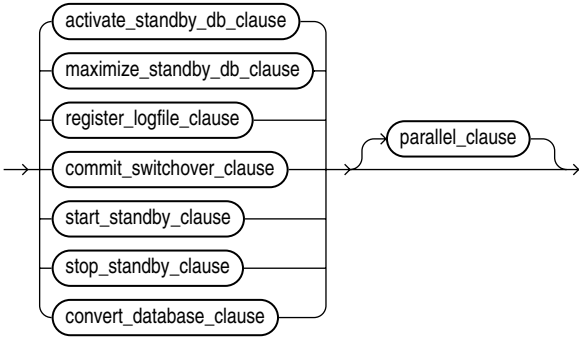 activate_standby_db_clause
maximize_standby_db_clause
register_logfile_clause
parallel_clause
commit_switchover_clause
start_standby_clause
stop_standby_clause
convert_database_clause